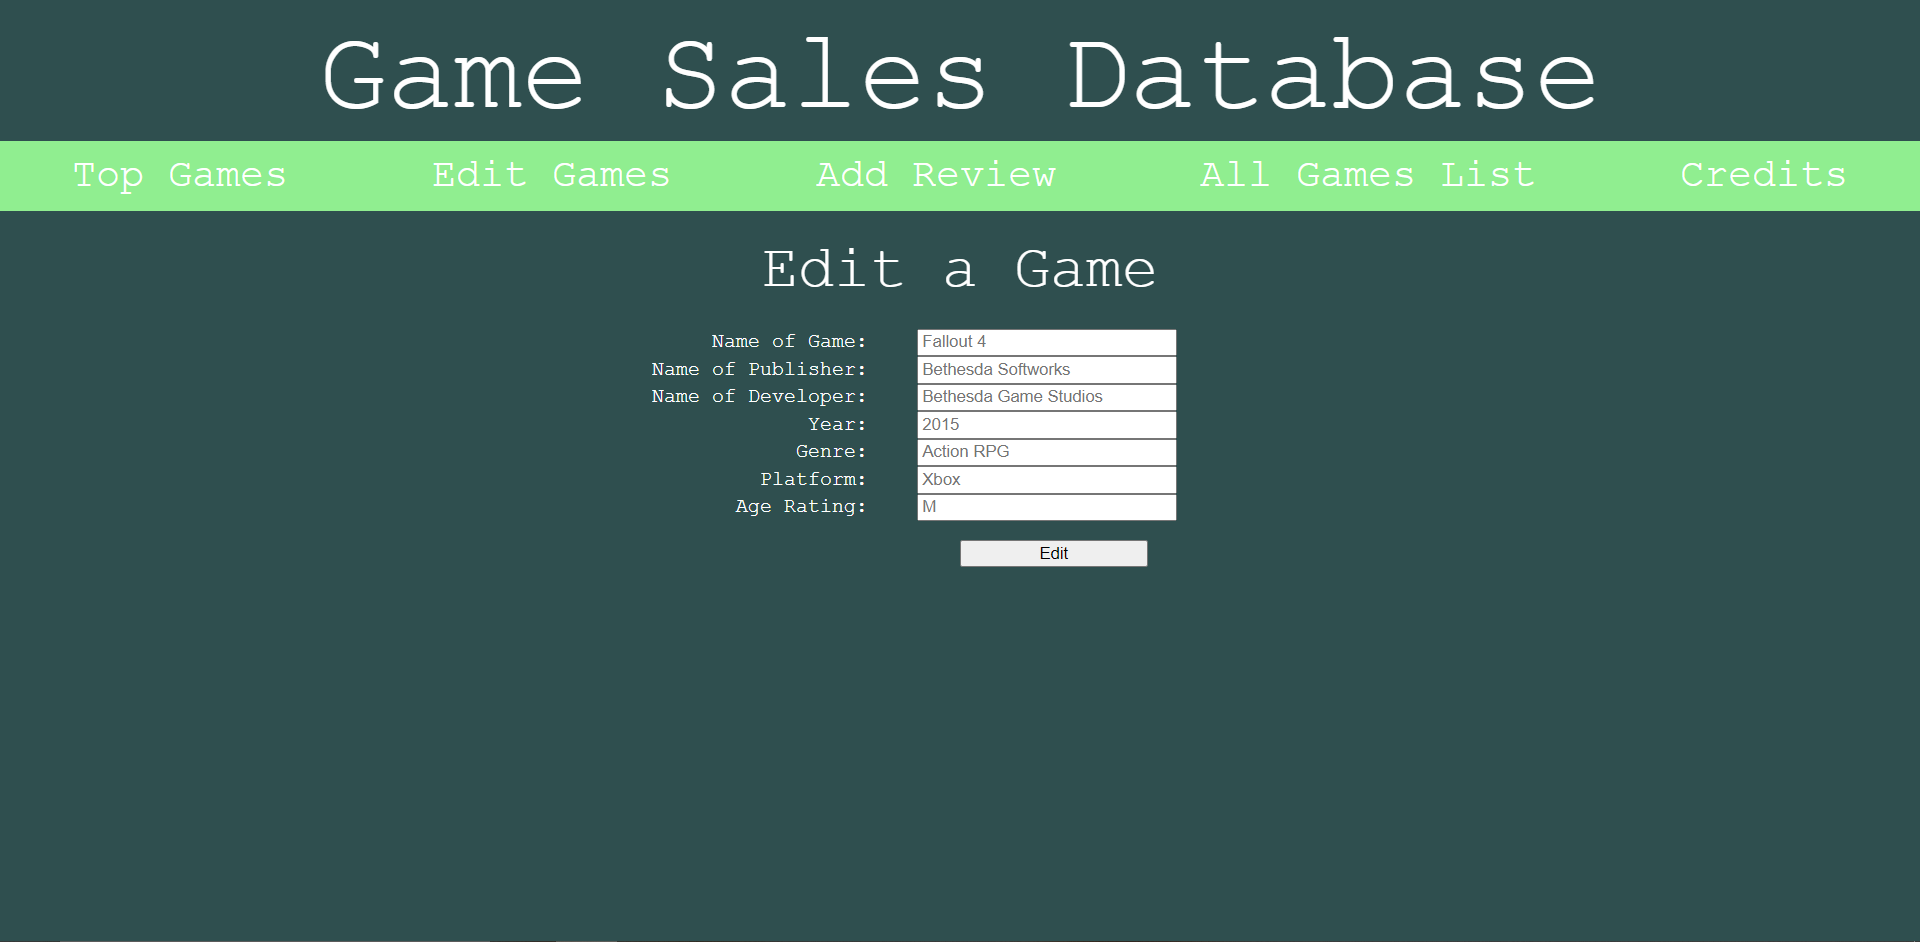 Game Sales Database
Top Games Edit Games Add Review All Games List Credits
Edit a Game
Name of Game: Fallout 4
Name of Publisher: Bethesda Softworks
Name of Developer: Bethesda Game Studios
Year: 2015
Genre: Action RPG
Platform: Xbox
Age Rating: M
Edit